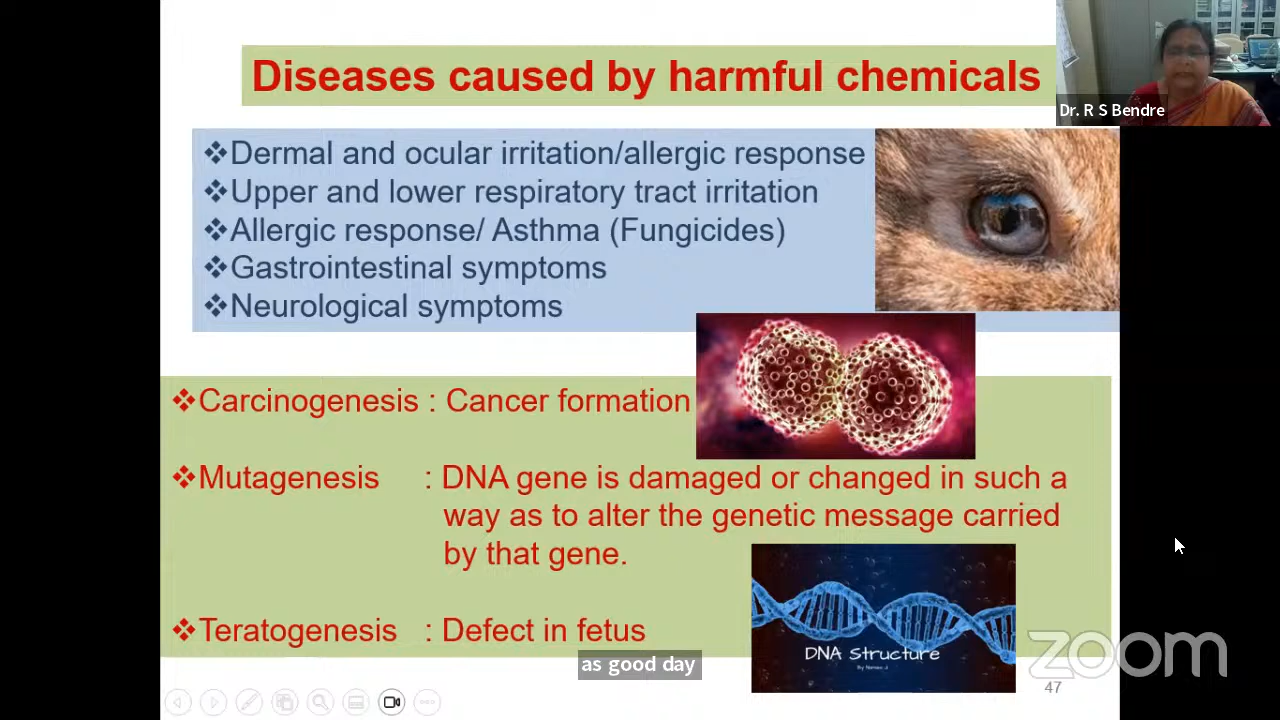 Diseases caused by harmful chemicals
Dr. R S Bendre
❖Dermal and ocular irritation/allergic response
❖Upper and lower respiratory tract irritation
❖Allergic response/ Asthma (Fungicides)
❖Gastrointestinal symptoms
❖Neurological symptoms
❖Carcinogenesis : Cancer formation
❖Mutagenesis : DNA gene is damaged or changed in such a
way as to alter the genetic message carried
by that gene.
❖Teratogenesis : Defect in fetus
DNA Structure
as good day
zoom
47